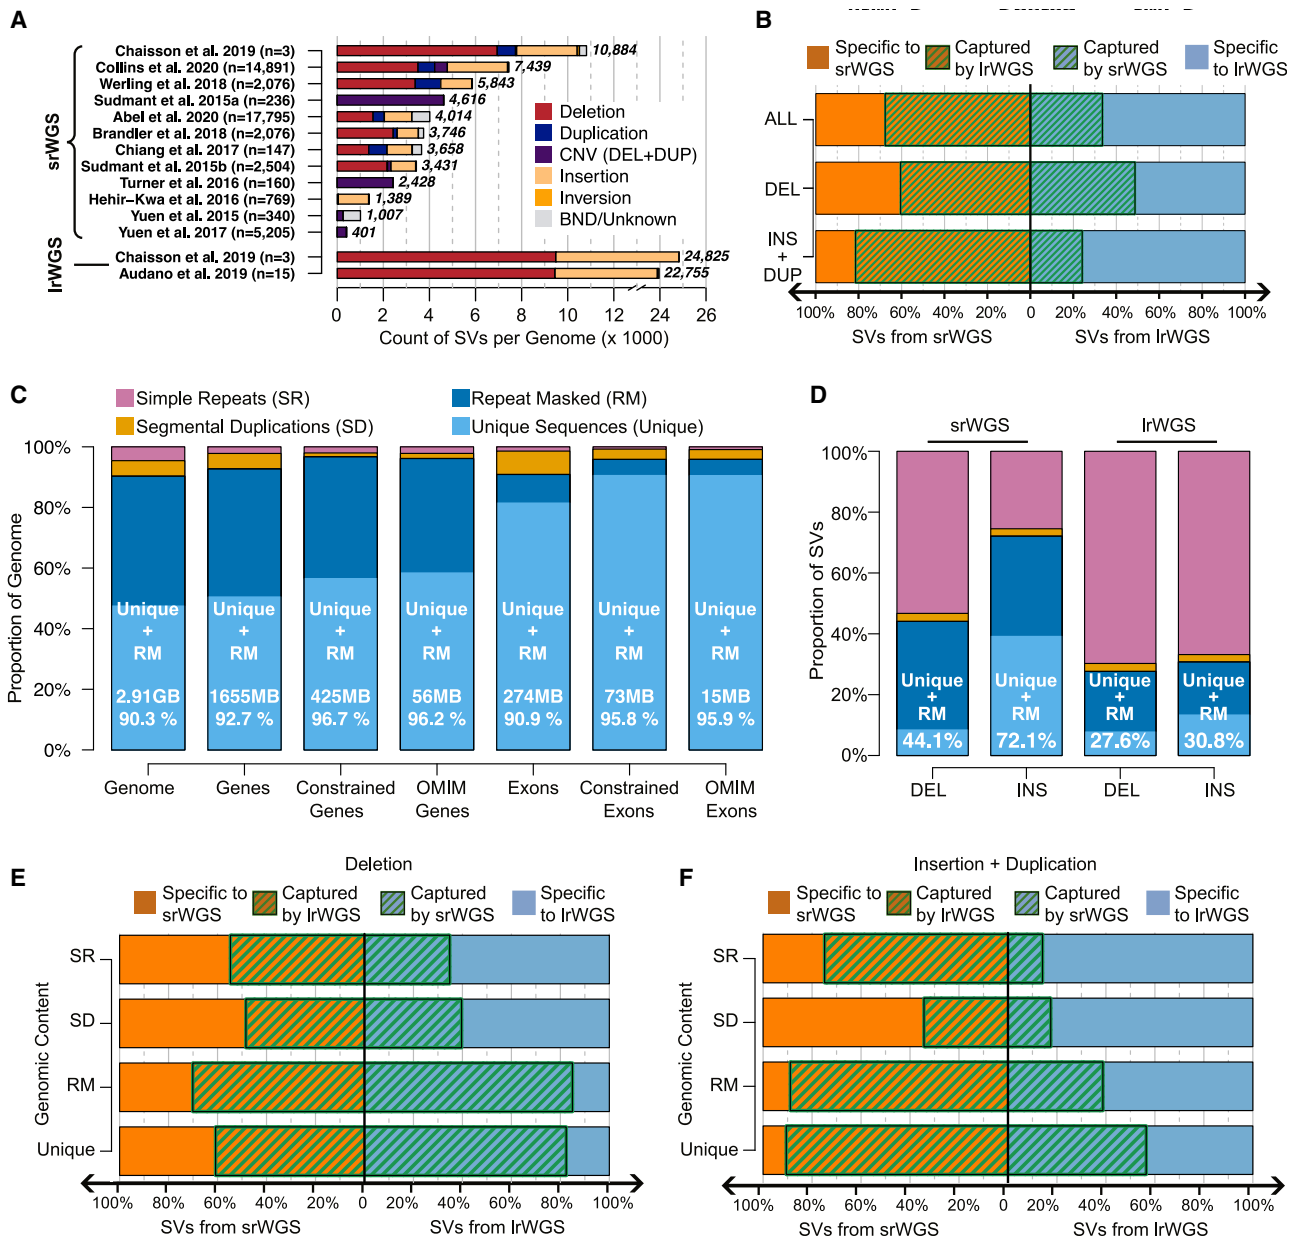 A
srWGS
Chaisson et al. 2019 (n=3)
Collins et al. 2020 (n=14,891)
Werling et al. 2018 (n=2,076)
Sudmant et al. 2015a (n=236)
Abel et al. 2020 (n=17,795)
Brandler et al. 2018 (n=2,076)
Chiang et al. 2017 (n=147)
Sudmant et al. 2015b (n=2,504)
Turner et al. 2016 (n=160)
Hehir−Kwa et al. 2016 (n=769)
Yuen et al. 2015 (n=340)
Yuen et al. 2017 (n=5,205)
lrWGS
Chaisson et al. 2019 (n=3)
Audano et al. 2019 (n=15)
10,884
7,439
5,843
4,616
4,014
3,746
3,658
3,431
2,428
1,389
1,007
401
24,825
22,755
Deletion
Duplication
CNV (DEL+DUP)
Insertion
Inversion
BND/Unknown
0 2 4 6 8 10 12 24 26
Count of SVs per Genome (x 1000)
B
Specific to srWGS
Captured by lrWGS
Captured by srWGS
Specific to lrWGS
ALL
DEL
INS
+
DUP
100% 80% 60% 40% 20% 0 20% 40% 60% 80% 100%
SVs from srWGS SVs from lrWGS
C
Simple Repeats (SR)
Segmental Duplications (SD)
Repeat Masked (RM)
Unique Sequences (Unique)
Proportion of Genome
100%
80%
60%
40%
20%
0%
Unique + RM 2.91GB 90.3 %
Unique + RM 1655MB 92.7 %
Unique + RM 425MB 96.7 %
Unique + RM 56MB 96.2 %
Unique + RM 274MB 90.9 %
Unique + RM 73MB 95.8 %
Unique + RM 15MB 95.9 %
Genome
Genes
Constrained Genes
OMIM Genes
Exons
Constrained Exons
OMIM Exons
D
srWGS lrWGS
Proportion of SVs
100%
80%
60%
40%
20%
0%
Unique + RM 44.1%
Unique + RM 72.1%
Unique + RM 27.6%
Unique + RM 30.8%
DEL INS DEL INS
E
Deletion
Specific to srWGS
Captured by lrWGS
Captured by srWGS
Specific to lrWGS
Genomic Content
SR
SD
RM
Unique
100% 80% 60% 40% 20% 0 20% 40% 60% 80% 100%
SVs from srWGS SVs from lrWGS
F
Insertion + Duplication
Specific to srWGS
Captured by lrWGS
Captured by srWGS
Specific to lrWGS
Genomic Content
SR
SD
RM
Unique
100% 80% 60% 40% 20% 0 20% 40% 60% 80% 100%
SVs from srWGS SVs from lrWGS